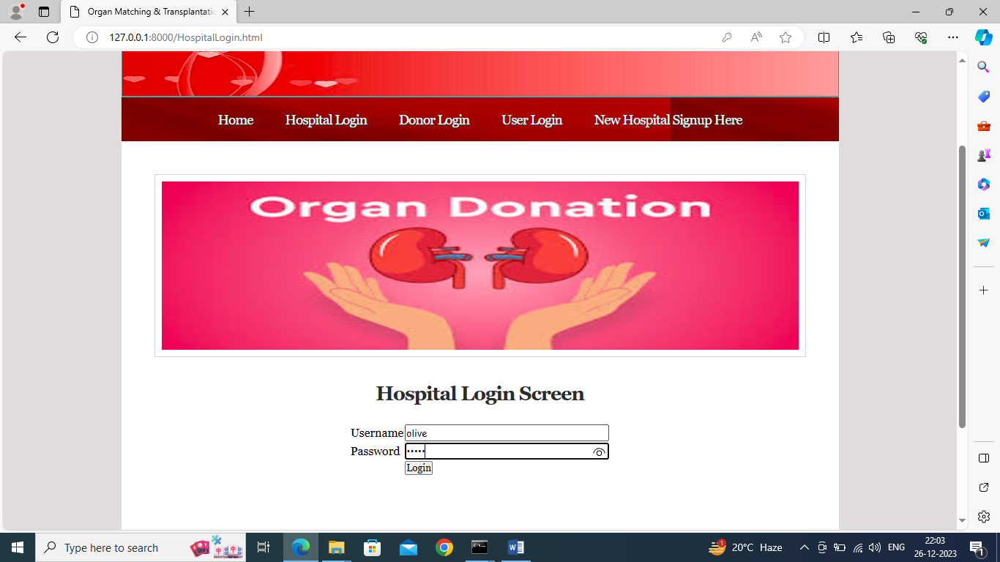 Organ Matching & Transplantatic
127.0.0.1:8000/HospitalLogin.html
Home Hospital Login Donor Login User Login New Hospital Signup Here
Organ Donation
Hospital Login Screen
Username olive
Password •••••
Login
Type here to search
20°C Haze
ENG
22:03
26-12-2023
1
1